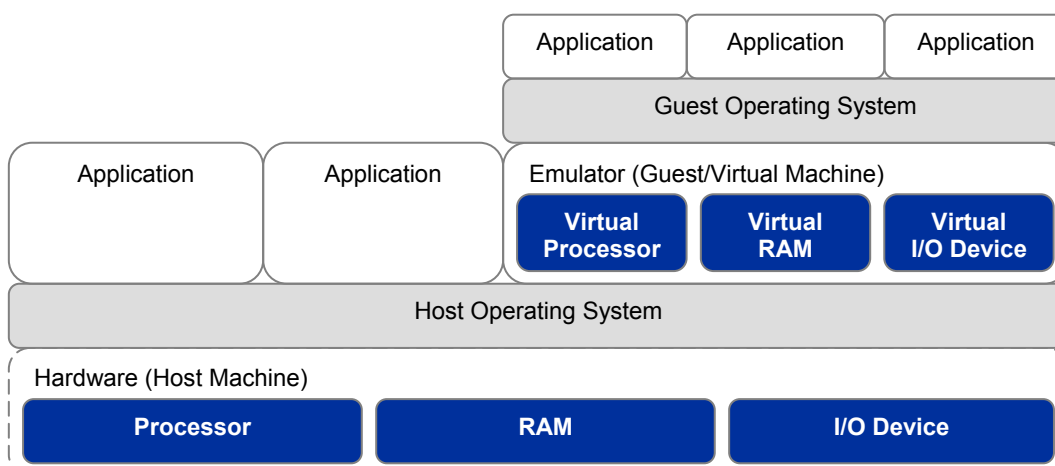 Application
Application
Application
Guest Operating System
Application
Application
Emulator (Guest/Virtual Machine)
Virtual
Processor
Virtual
RAM
Virtual
I/O Device
Host Operating System
Hardware (Host Machine)
Processor
RAM
I/O Device